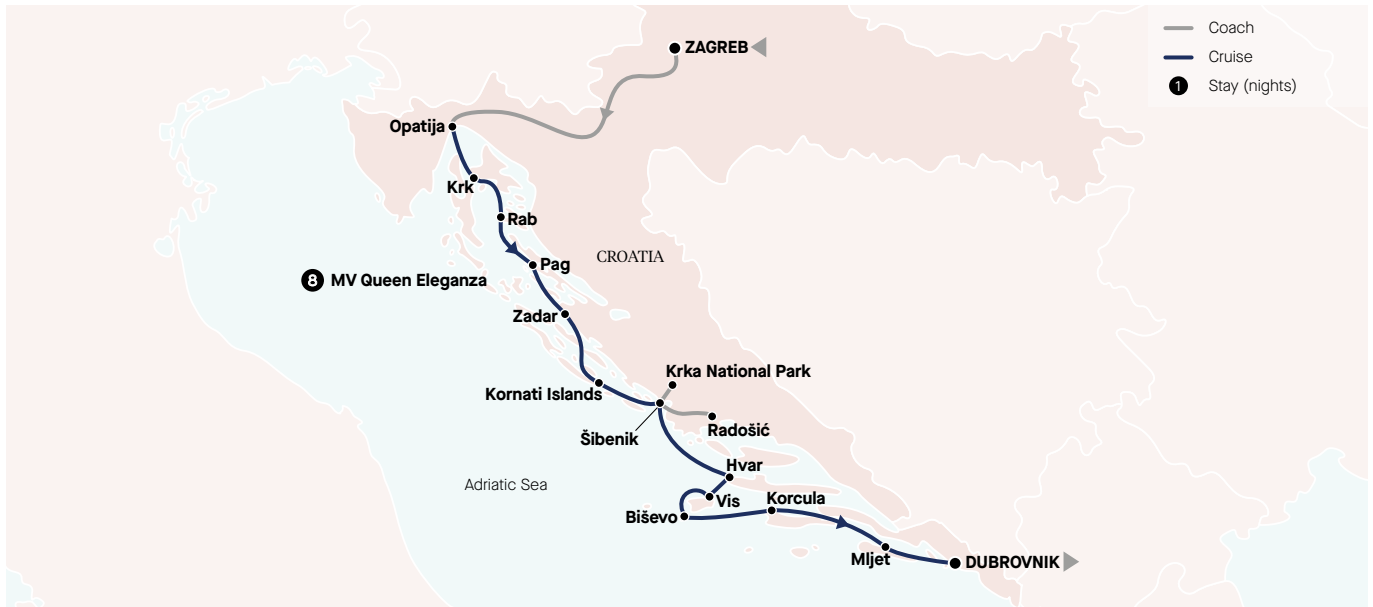 Coach
Cruise
1 Stay (nights)
ZAGREB
Opatija
Krk
Rab
CROATIA
Pag
8 MV Queen Eleganza
Zadar
Krka National Park
Kornati Islands
Radošić
Šibenik
Hvar
Adriatic Sea
Vis
Korcula
Biševo
Mljet
DUBROVNIK